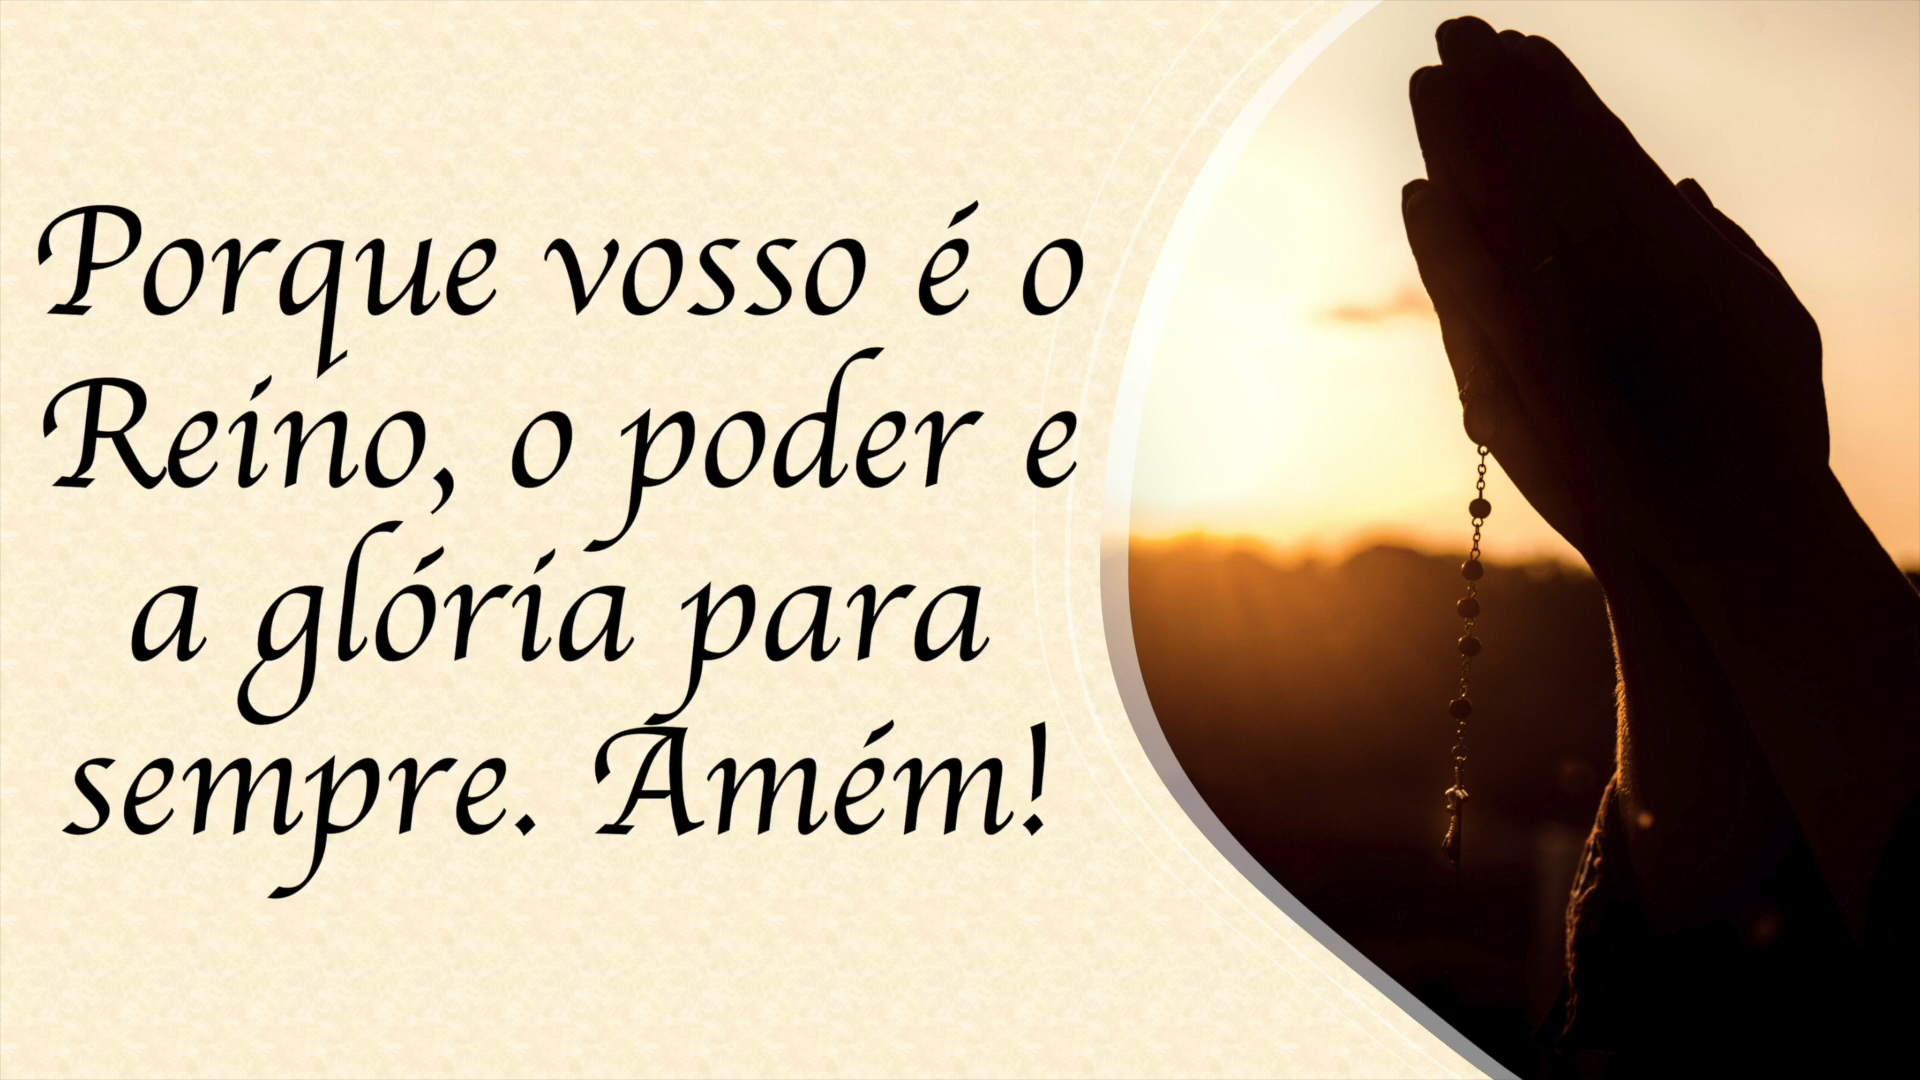 Porque vosso é o
Reino, o poder e
a glória para
sempre. Amém!